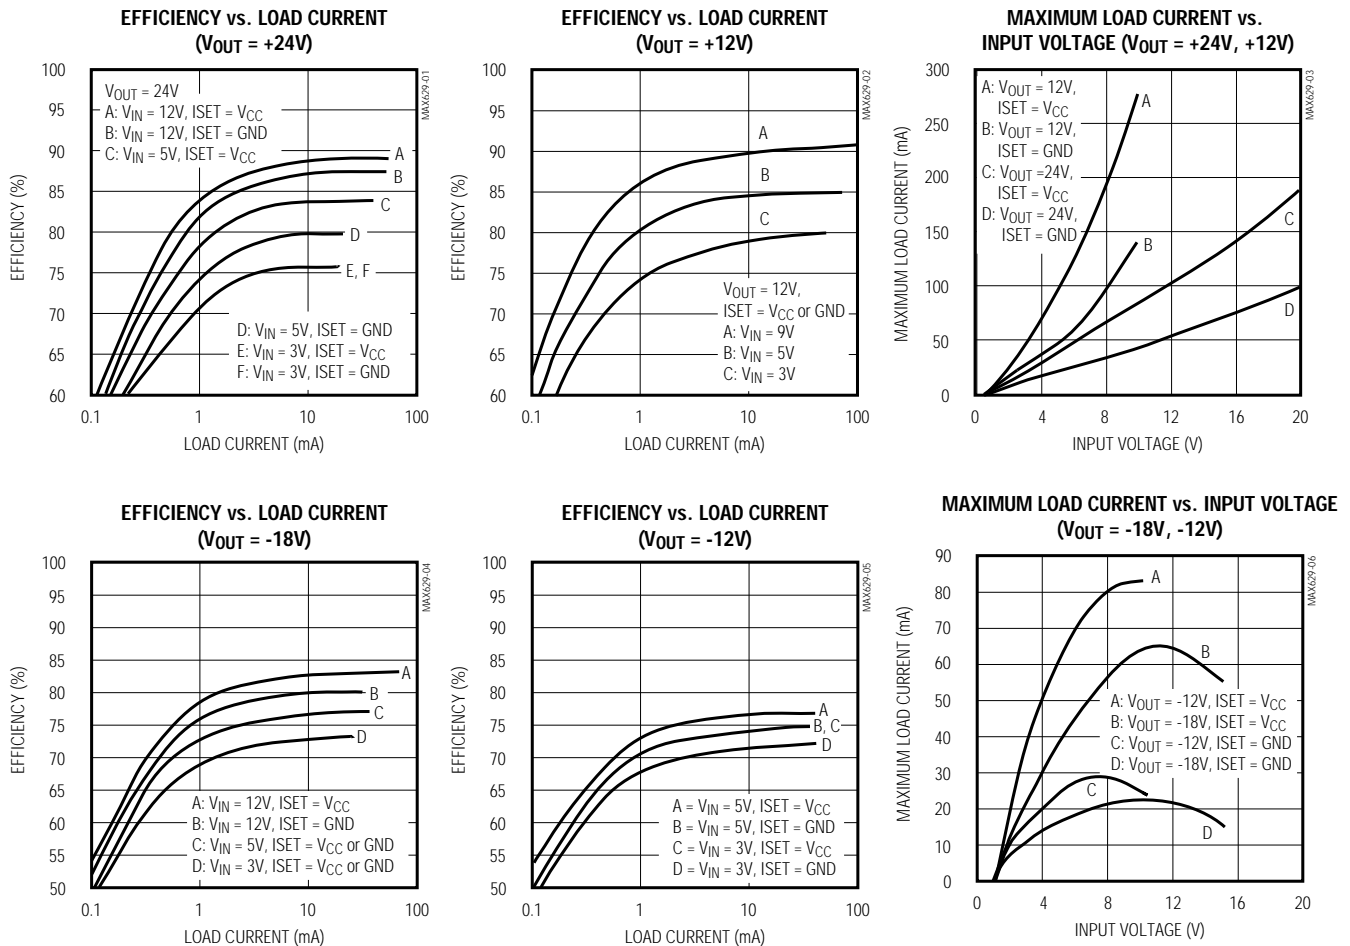 EFFICIENCY vs. LOAD CURRENT
(VOUT = +24V)
100
95
90
85
80
75
70
65
60
EFFICIENCY (%)
VOUT = 24V
A: VIN = 12V, ISET = VCC
B: VIN = 12V, ISET = GND
C: VIN = 5V, ISET = VCC
A
B
C
D
E, F
D: VIN = 5V, ISET = GND
E: VIN = 3V, ISET = VCC
F: VIN = 3V, ISET = GND
MAX629-01
0.1 1 10 100
LOAD CURRENT (mA)
EFFICIENCY vs. LOAD CURRENT
(VOUT = +12V)
100
95
90
85
80
75
70
65
60
EFFICIENCY (%)
A
B
C
VOUT = 12V,
ISET = VCC or GND
A: VIN = 9V
B: VIN = 5V
C: VIN = 3V
MAX629-02
0.1 1 10 100
LOAD CURRENT (mA)
MAXIMUM LOAD CURRENT vs.
INPUT VOLTAGE (VOUT = +24V, +12V)
300
250
200
150
100
50
0
MAXIMUM LOAD CURRENT (mA)
A: VOUT = 12V,
ISET = VCC
B: VOUT = 12V,
ISET = GND
C: VOUT =24V,
ISET = VCC
D: VOUT = 24V,
ISET = GND
A
B
C
D
MAX629-03
0 4 8 12 16 20
INPUT VOLTAGE (V)
EFFICIENCY vs. LOAD CURRENT
(VOUT = -18V)
100
95
90
85
80
75
70
65
60
55
50
EFFICIENCY (%)
A
B
C
D
A: VIN = 12V, ISET = VCC
B: VIN = 12V, ISET = GND
C: VIN = 5V, ISET = VCC or GND
D: VIN = 3V, ISET = VCC or GND
MAX629-04
0.1 1 10 100
LOAD CURRENT (mA)
EFFICIENCY vs. LOAD CURRENT
(VOUT = -12V)
100
95
90
85
80
75
70
65
60
55
50
EFFICIENCY (%)
A
B, C
D
A = VIN = 5V, ISET = VCC
B = VIN = 5V, ISET = GND
C = VIN = 3V, ISET = VCC
D = VIN = 3V, ISET = GND
MAX629-05
0.1 1 10 100
LOAD CURRENT (mA)
MAXIMUM LOAD CURRENT vs. INPUT VOLTAGE
(VOUT = -18V, -12V)
90
80
70
60
50
40
30
20
10
0
MAXIMUM LOAD CURRENT (mA)
A
B
A: VOUT = -12V, ISET = VCC
B: VOUT = -18V, ISET = VCC
C: VOUT = -12V, ISET = GND
D: VOUT = -18V, ISET = GND
C
D
MAX629-06
0 4 8 12 16 20
INPUT VOLTAGE (V)